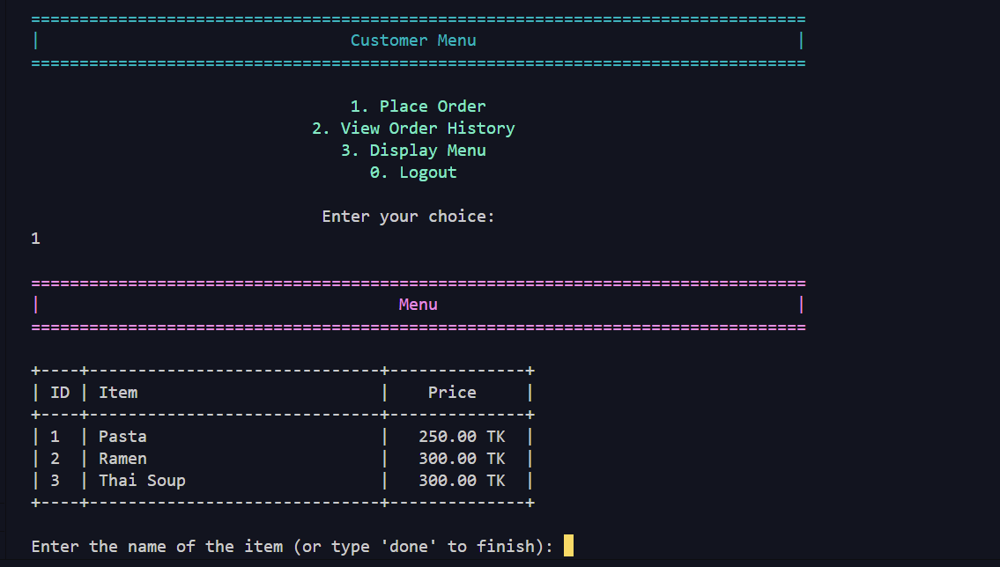 ================================================================================
|                                Customer Menu                                 |
================================================================================
1. Place Order
2. View Order History
3. Display Menu
0. Logout
Enter your choice:
1
================================================================================
|                                     Menu                                     |
================================================================================
+----+------------------------------+--------------+
| ID | Item                         |    Price     |
+----+------------------------------+--------------+
| 1  | Pasta                        |   250.00 TK  |
| 2  | Ramen                        |   300.00 TK  |
| 3  | Thai Soup                    |   300.00 TK  |
+----+------------------------------+--------------+
Enter the name of the item (or type 'done' to finish):